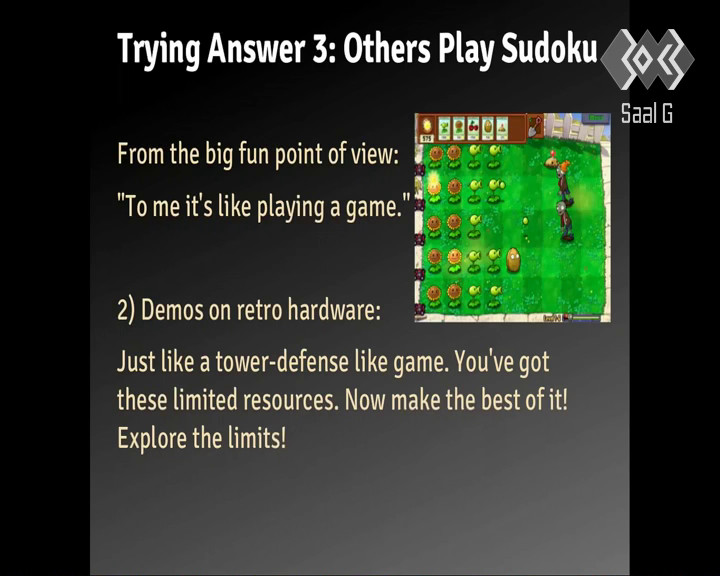 Trying Answer 3: Others Play Sudoku
Saal G
From the big fun point of view:
"To me it's like playing a game."
2) Demos on retro hardware:
Just like a tower-defense like game. You've got
these limited resources. Now make the best of it!
Explore the limits!